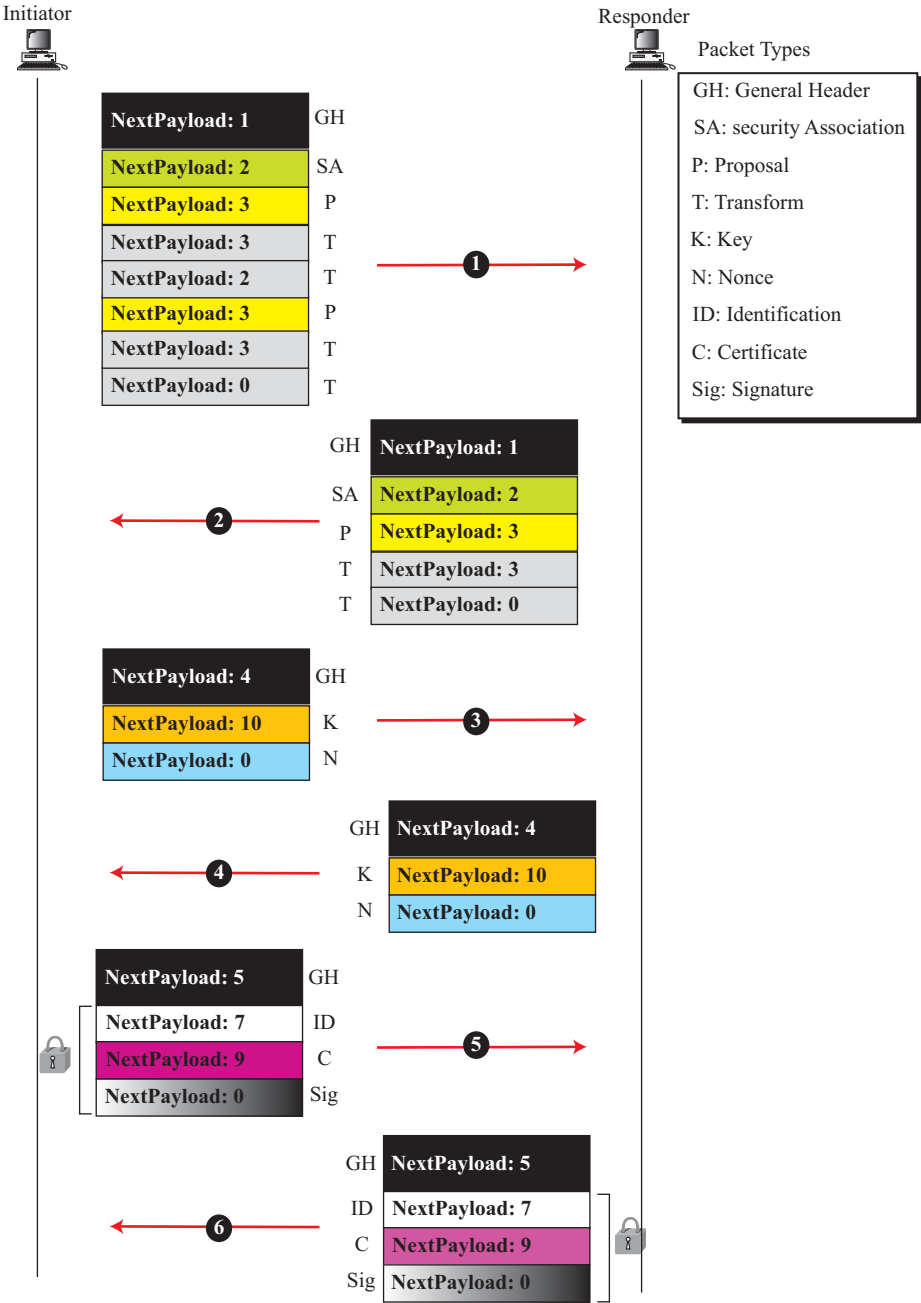 Initiator
Responder
Packet Types
GH: General Header
SA: security Association
P: Proposal
T: Transform
K: Key
N: Nonce
ID: Identification
C: Certificate
Sig: Signature
NextPayload: 1 GH
NextPayload: 2 SA
NextPayload: 3 P
NextPayload: 3 T
1
NextPayload: 2 T
NextPayload: 3 P
NextPayload: 3 T
NextPayload: 0 T
GH NextPayload: 1
SA NextPayload: 2
2
P NextPayload: 3
T NextPayload: 3
T NextPayload: 0
NextPayload: 4 GH
NextPayload: 10 K
3
NextPayload: 0 N
GH NextPayload: 4
4
K NextPayload: 10
N NextPayload: 0
NextPayload: 5 GH
NextPayload: 7 ID
5
NextPayload: 9 C
NextPayload: 0 Sig
GH NextPayload: 5
ID NextPayload: 7
6
C NextPayload: 9
Sig NextPayload: 0